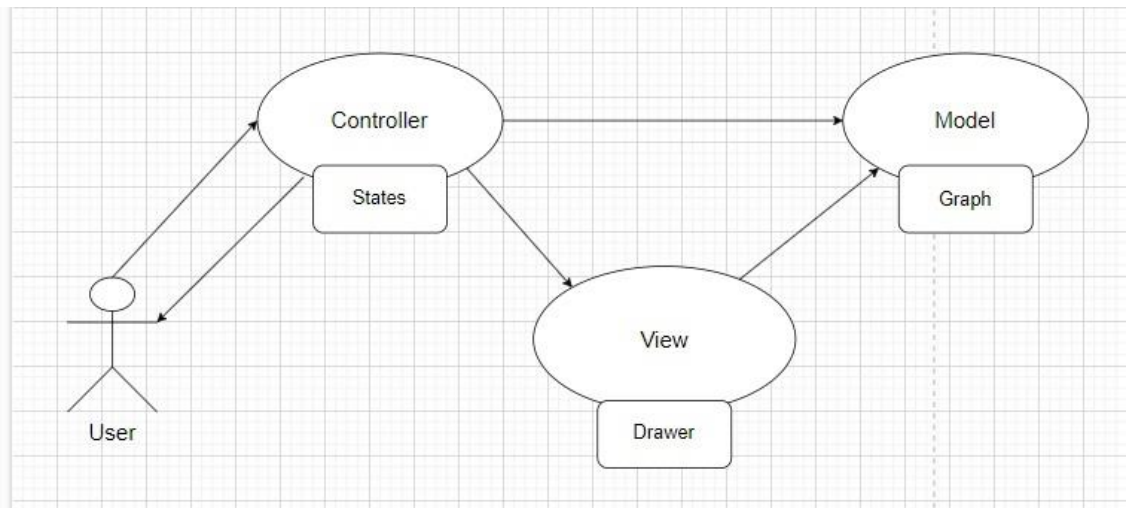 Controller
Model
States
Graph
View
Drawer
User